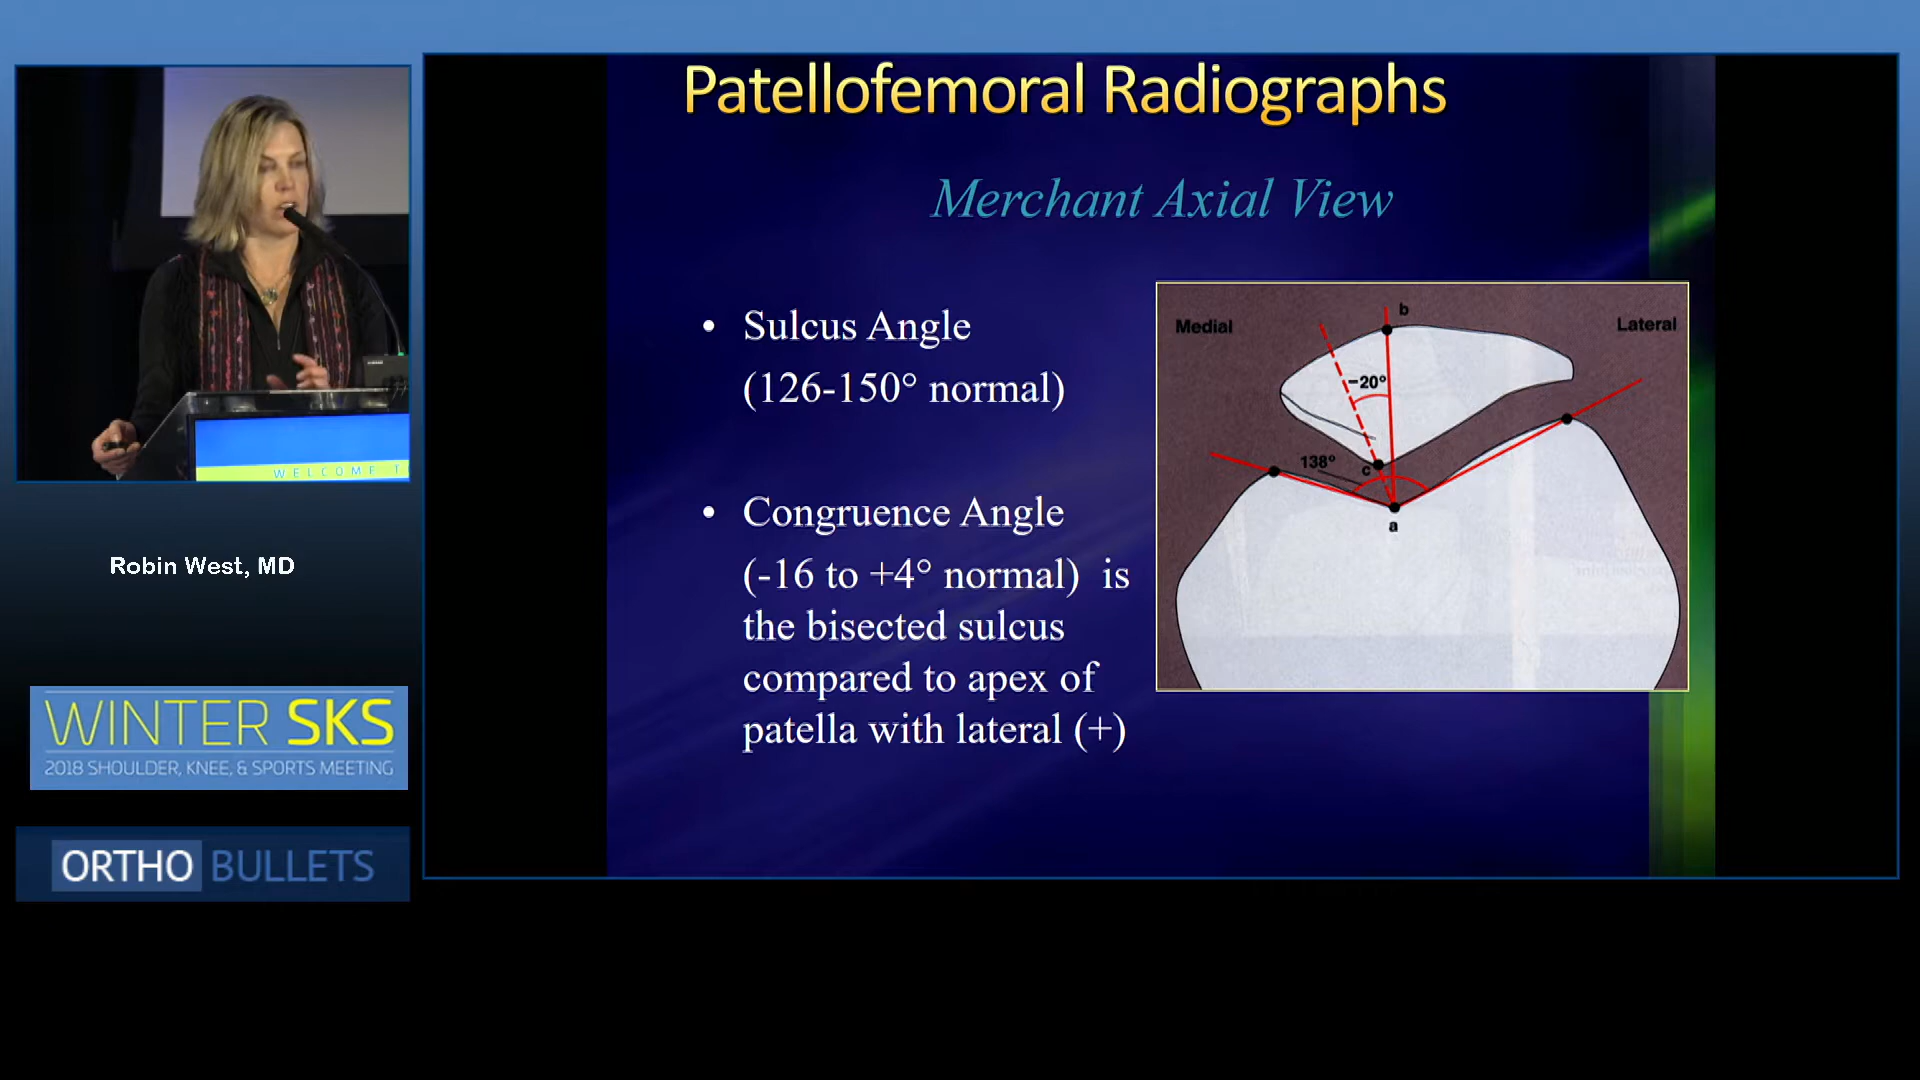 Patellofemoral Radiographs
Merchant Axial View
• Sulcus Angle
(126-150° normal)
• Congruence Angle
(-16 to +4° normal) is
the bisected sulcus
compared to apex of
patella with lateral (+)
Medial
Lateral
b
-20°
138°
c
a
WELCOME T
Robin West, MD
WINTER SKS
2018 SHOULDER, KNEE, & SPORTS MEETING
ORTHO BULLETS